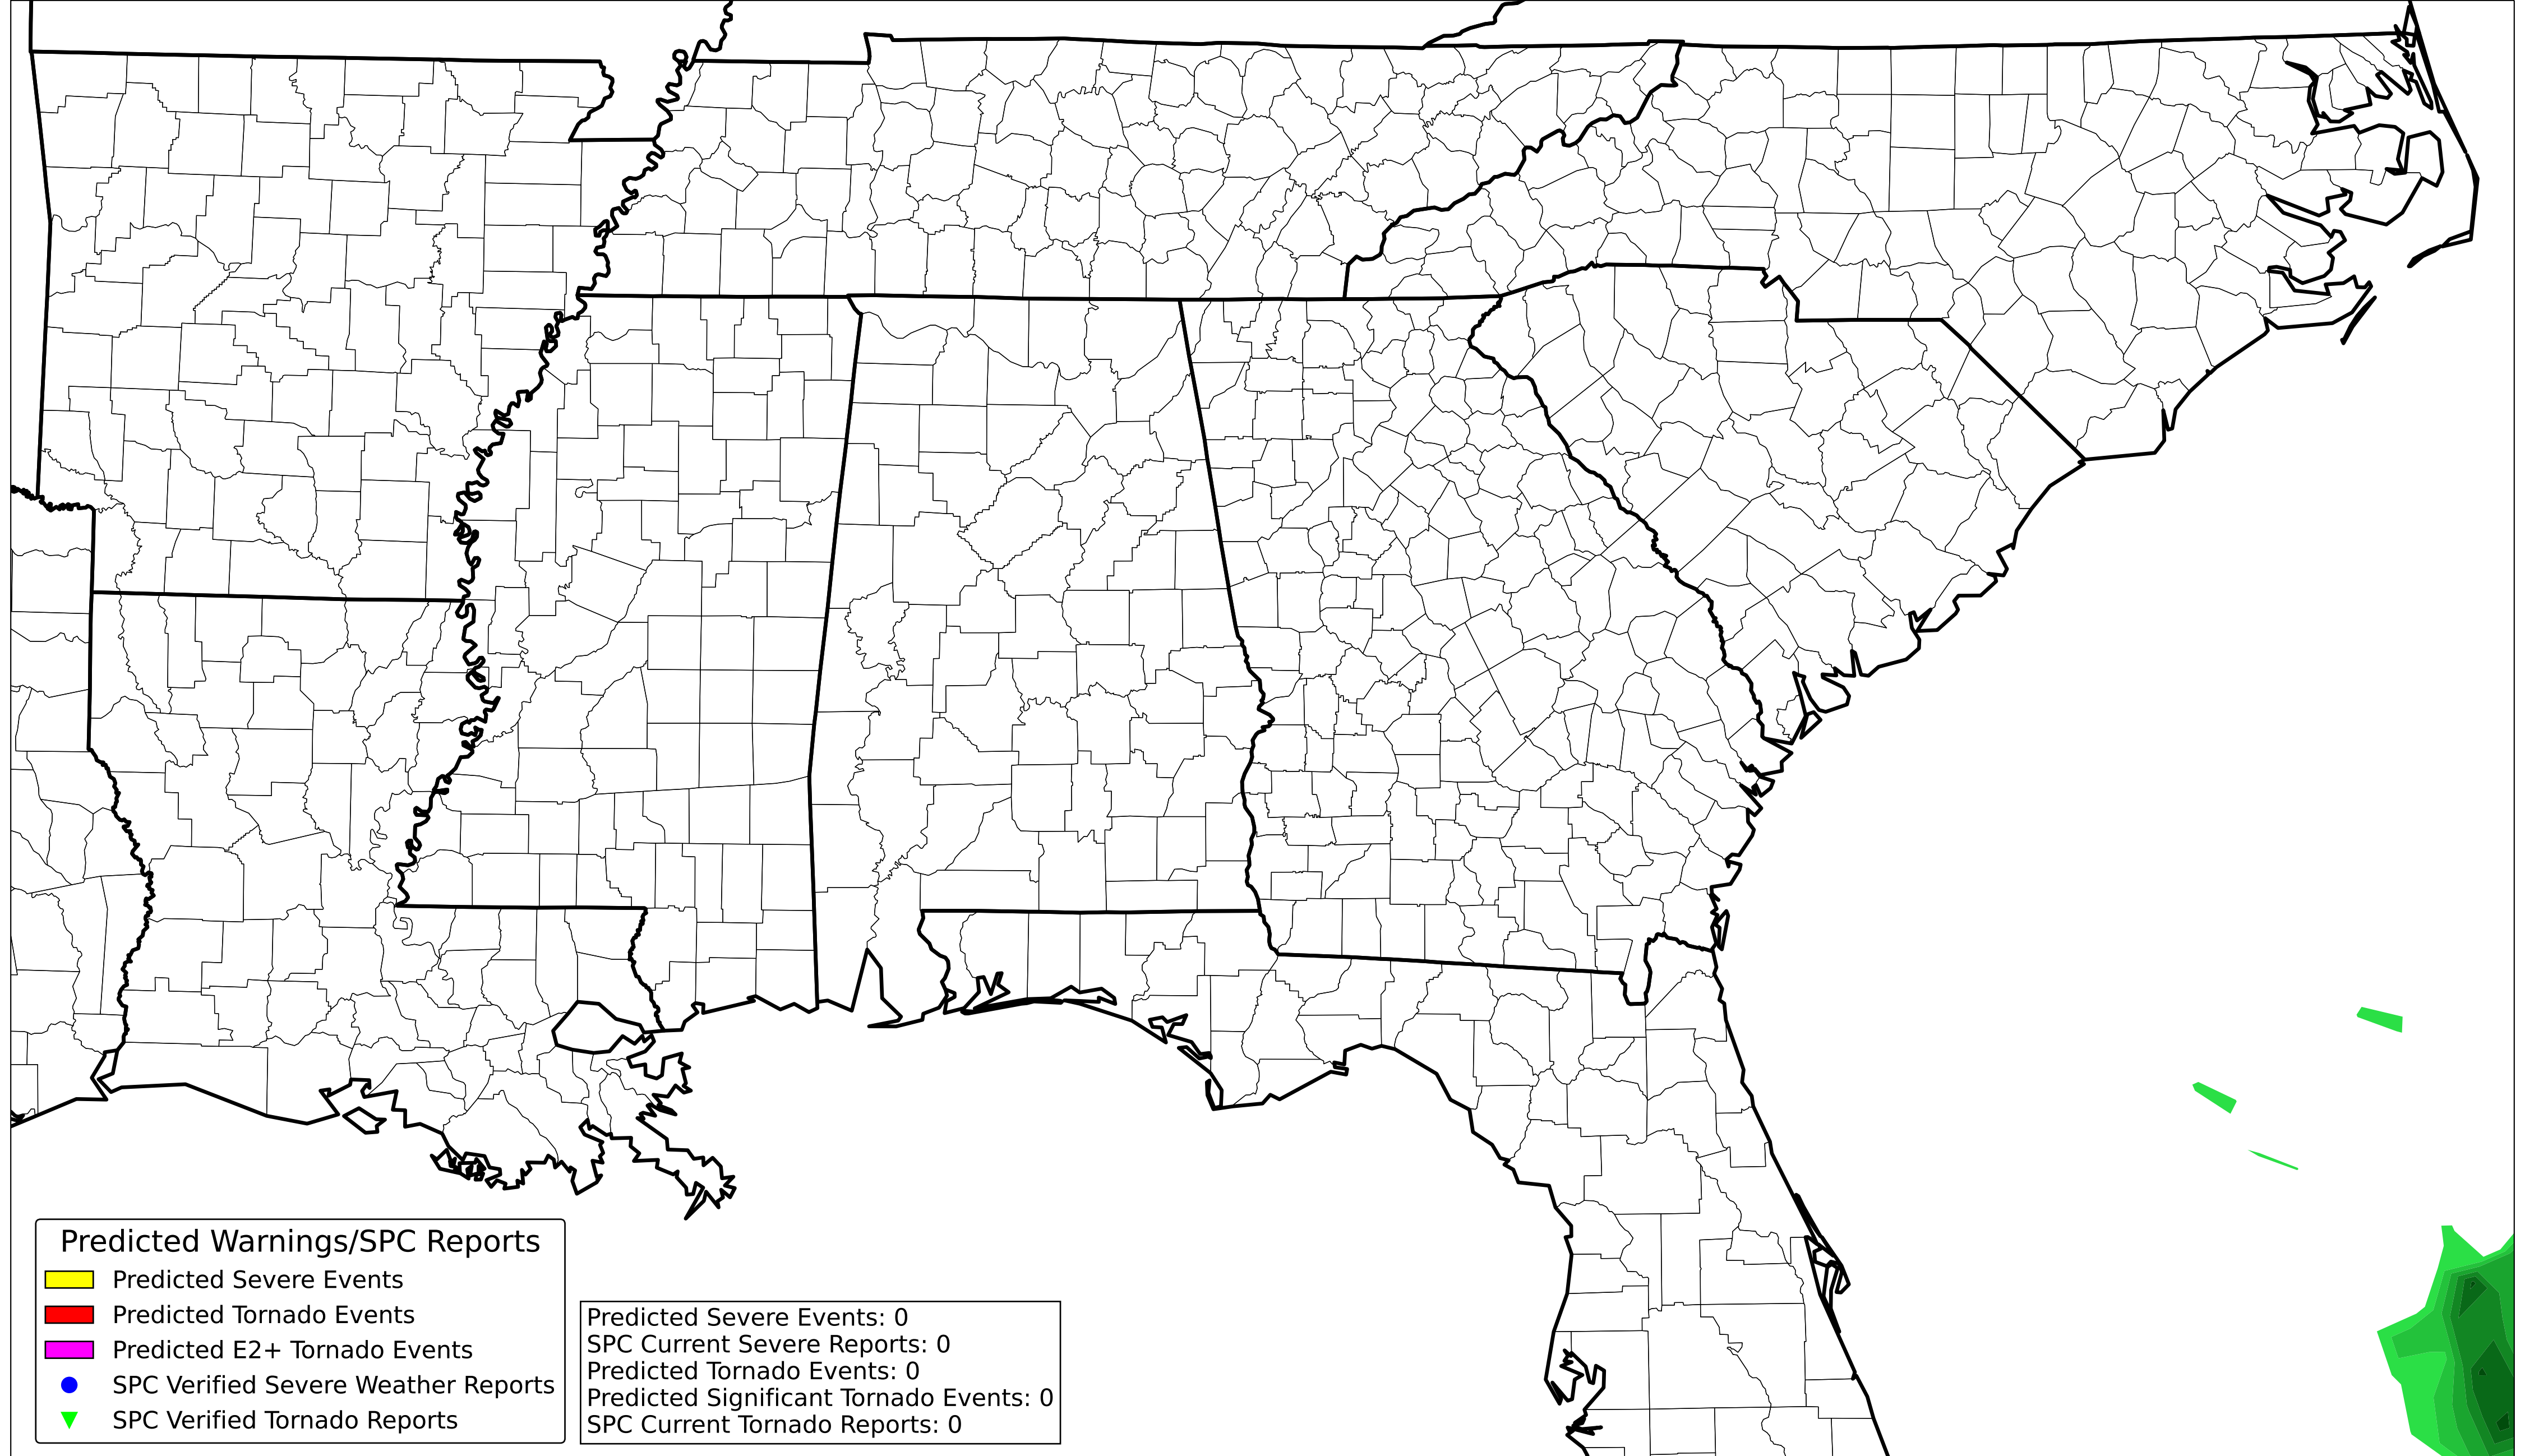 Predicted Warnings/SPC Reports
Predicted Severe Events
Predicted Tornado Events
Predicted E2+ Tornado Events
SPC Verified Severe Weather Reports
SPC Verified Tornado Reports
Predicted Severe Events: 0
SPC Current Severe Reports: 0
Predicted Tornado Events: 0
Predicted Significant Tornado Events: 0
SPC Current Tornado Reports: 0